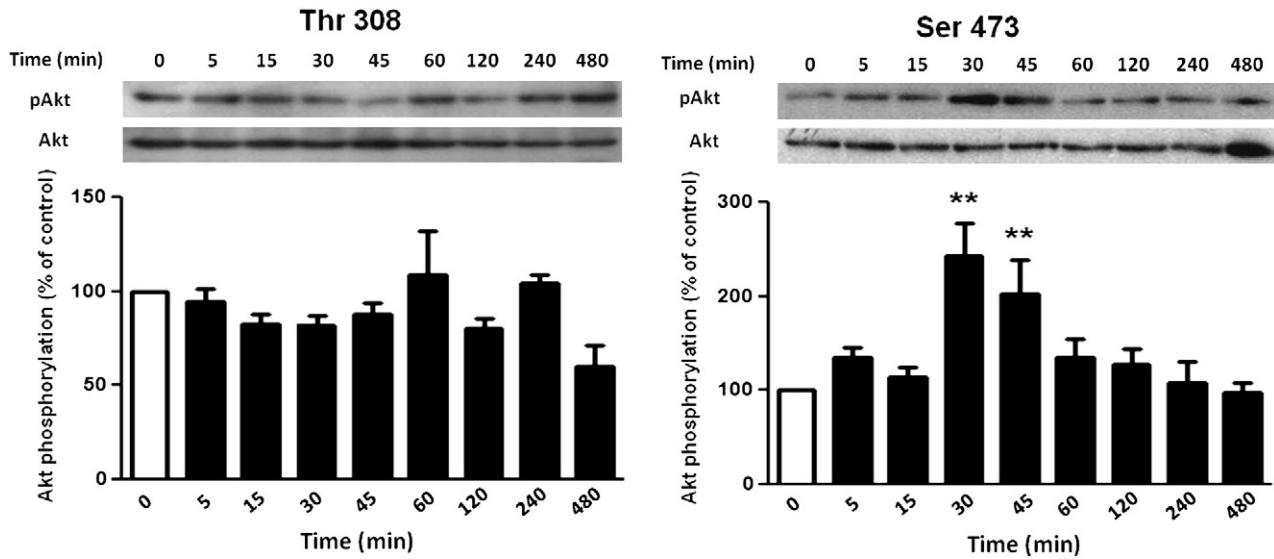 Thr 308
Time (min) 0 5 15 30 45 60 120 240 480
pAkt
Akt
Akt phosphorylation (% of control)
150
100
50
0
0 5 15 30 45 60 120 240 480
Time (min)
Ser 473
Time (min) 0 5 15 30 45 60 120 240 480
pAkt
Akt
Akt phosphorylation (% of control)
300
200
100
0
**
**
0 5 15 30 45 60 120 240 480
Time (min)